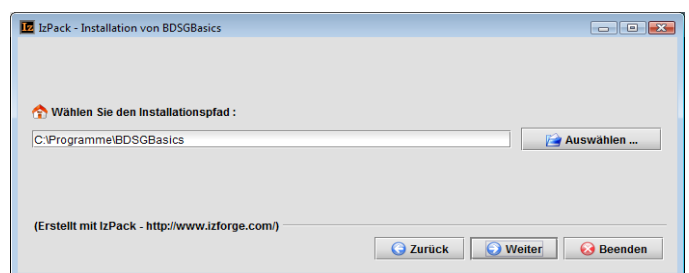 Iz IzPack - Installation von BDSGBasics
Wählen Sie den Installationspfad :
C:\Programme\BDSGBasics
Auswählen ...
(Erstellt mit IzPack - http://www.izforge.com/)
Zurück
Weiter
Beenden